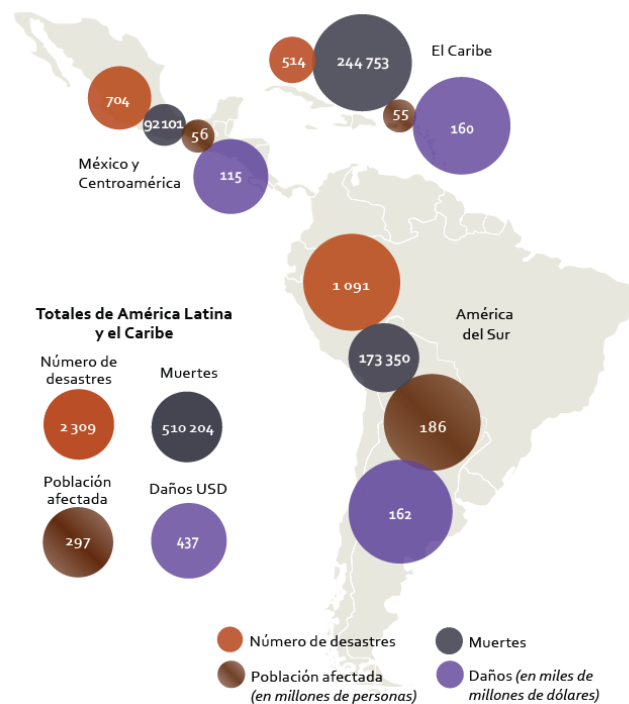 El Caribe
514
244 753
55
160
704
92101
56
115
México y
Centroamérica
1 091
América
del Sur
173 350
186
162
Totales de América Latina
y el Caribe
Número de
desastres
Muertes
2 309
510 204
Población
afectada
Daños USD
297
437
Número de desastres
Muertes
Población afectada
(en millones de personas)
Daños (en miles de
millones de dólares)